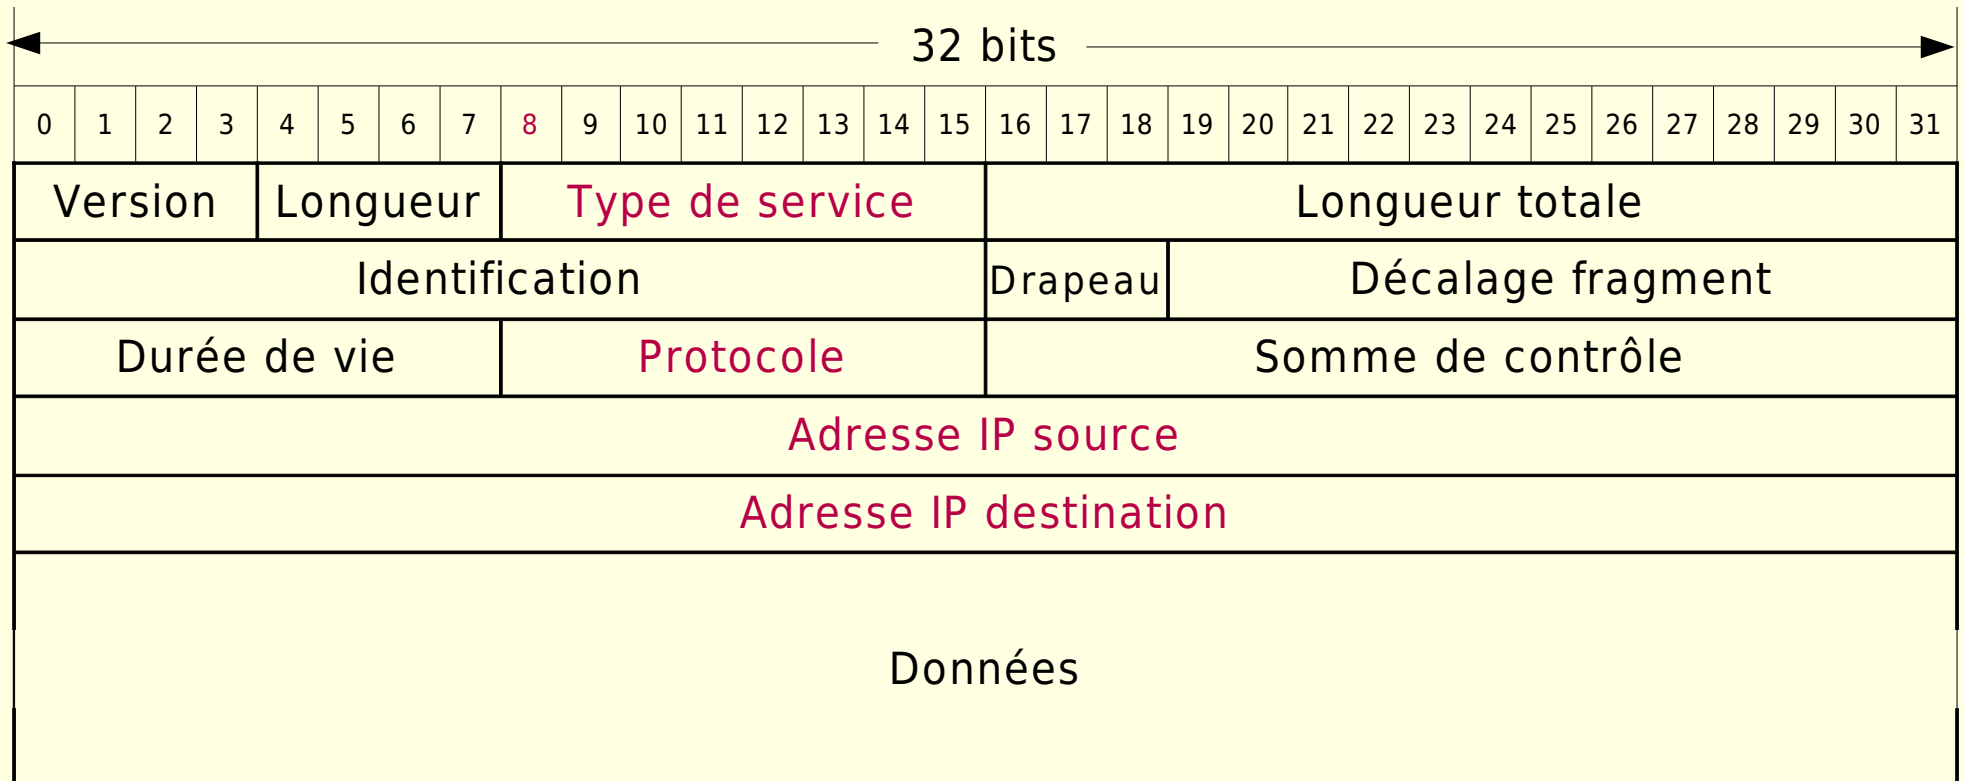 32 bits
0 1 2 3 4 5 6 7 8 9 10 11 12 13 14 15 16 17 18 19 20 21 22 23 24 25 26 27 28 29 30 31
Version Longueur Type de service Longueur totale
Identification Drapeau Décalage fragment
Durée de vie Protocole Somme de contrôle
Adresse IP source
Adresse IP destination
Données